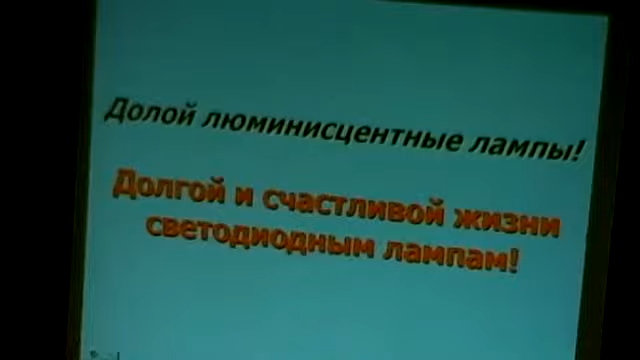 Долой люминисцентные лампы!
Долгой и счастливой жизни
светодиодным лампам!